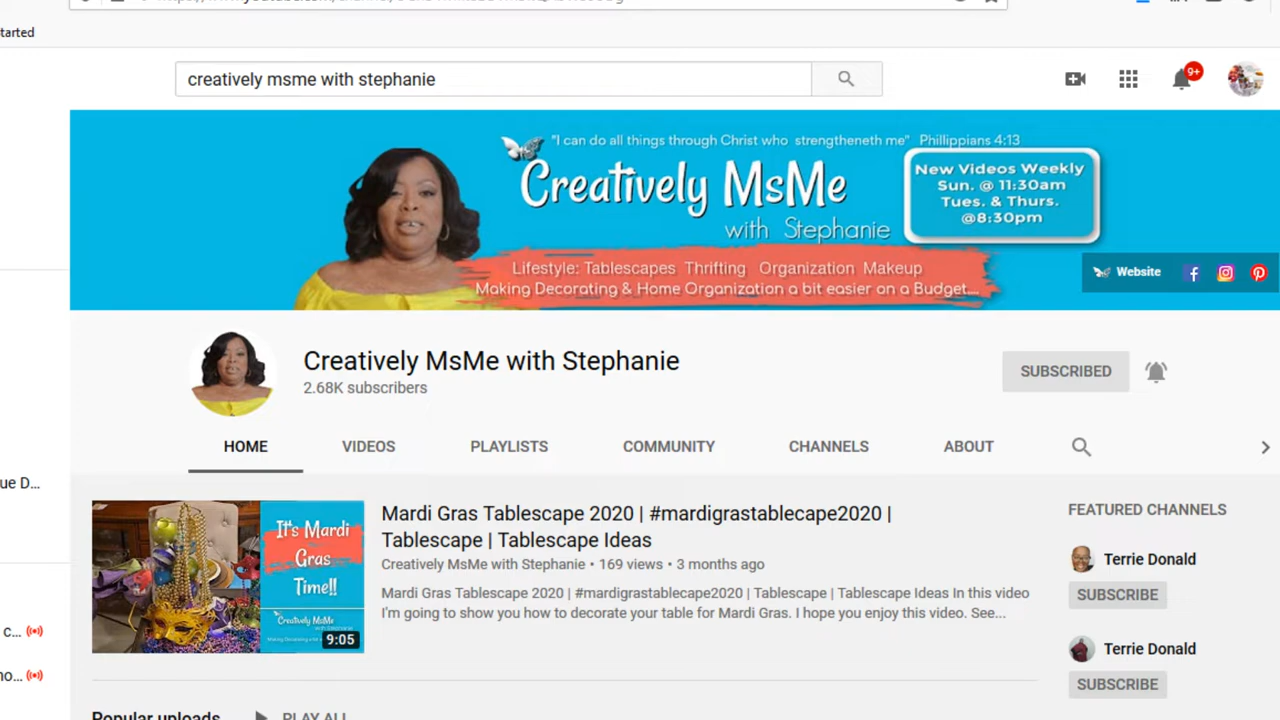 tarted
creatively msme with stephanie
9+
"I can do all things through Christ who strengtheneth me" Phillippians 4:13
Creatively MsMe
with Stephanie
New Videos Weekly
Sun. @ 11:30am
Tues. & Thurs.
@8:30pm
Lifestyle: Tablescapes Thrifting Organization Makeup
Making Decorating & Home Organization a bit easier on a Budget....
Website
Creatively MsMe with Stephanie
2.68K subscribers
SUBSCRIBED
HOME VIDEOS PLAYLISTS COMMUNITY CHANNELS ABOUT
ue D...
c...
no...
It's Mardi
Gras
Time!!
Creatively MsMe
with Stephanie
9:05
Mardi Gras Tablescape 2020 | #mardigrastablecape2020 |
Tablescape | Tablescape Ideas
Creatively MsMe with Stephanie • 169 views • 3 months ago
Mardi Gras Tablescape 2020 | #mardigrastablecape2020 | Tablescape | Tablescape Ideas In this video
I'm going to show you how to decorate your table for Mardi Gras. I hope you enjoy this video. See...
FEATURED CHANNELS
Terrie Donald
SUBSCRIBE
Terrie Donald
SUBSCRIBE
Popular uploads PLAY ALL